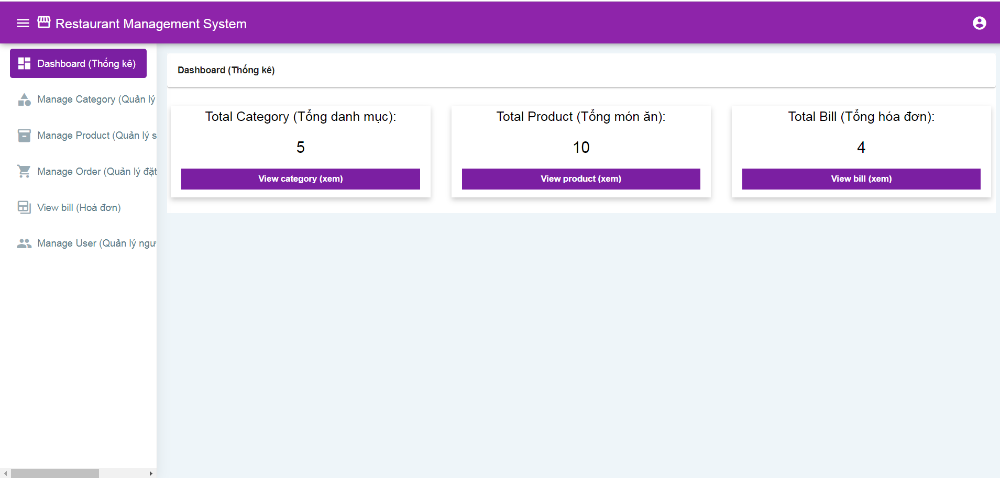 Restaurant Management System
Dashboard (Thống kê)
Manage Category (Quản lý
Manage Product (Quản lý s
Manage Order (Quản lý đặt
View bill (Hoá đơn)
Manage User (Quản lý ngư
Dashboard (Thống kê)
Total Category (Tổng danh mục):
5
View category (xem)
Total Product (Tổng món ăn):
10
View product (xem)
Total Bill (Tổng hóa đơn):
4
View bill (xem)